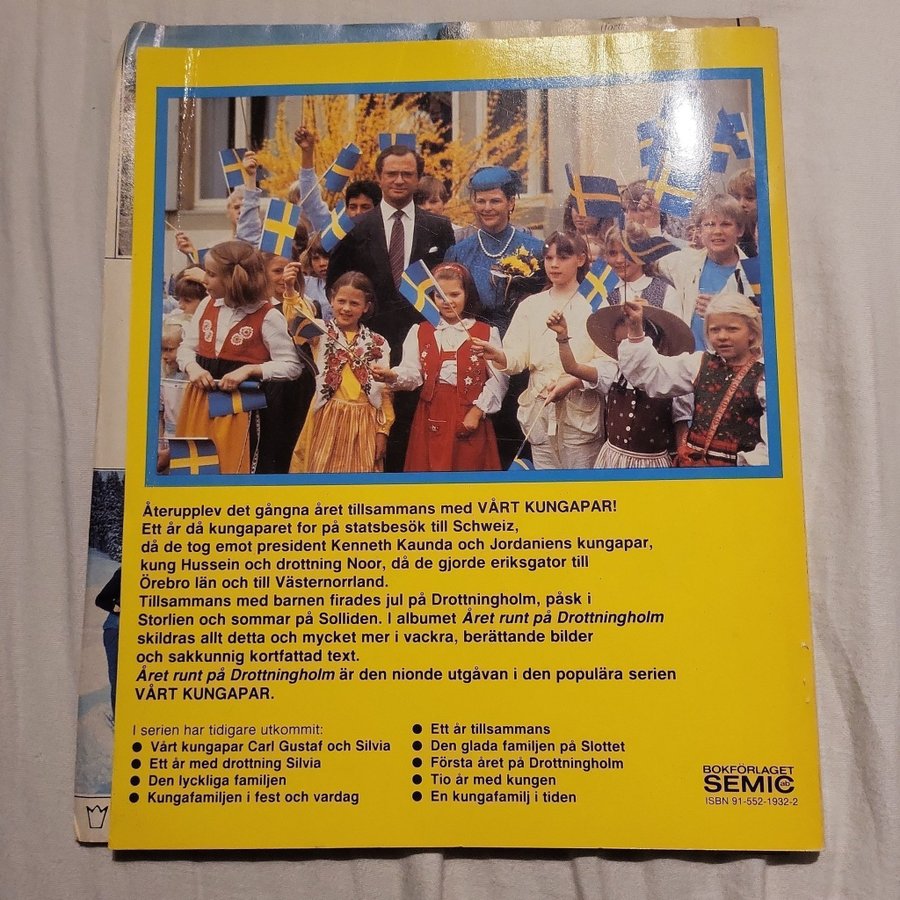 Återupplev det gångna året tillsammans med VÅRT KUNGAPAR!
Ett år då kungaparet for på statsbesök till Schweiz,
då de tog emot president Kenneth Kaunda och Jordaniens kungapar,
kung Hussein och drottning Noor, då de gjorde eriksgator till
Örebro län och till Västernorrland.
Tillsammans med barnen firades jul på Drottningholm, påsk i
Storlien och sommar på Solliden. I albumet Året runt på Drottningholm
skildras allt detta och mycket mer i vackra, berättande bilder
och sakkunnig kortfattad text.
Året runt på Drottningholm är den nionde utgåvan i den populära serien
VÅRT KUNGAPAR.
I serien har tidigare utkommit:
● Vårt kungapar Carl Gustaf och Silvia
● Ett år med drottning Silvia
● Den lyckliga familjen
● Kungafamiljen i fest och vardag
● Ett år tillsammans
● Den glada familjen på Slottet
● Första året på Drottningholm
● Tio år med kungen
● En kungafamilj i tiden
BOKFÖRLAGET
SEMIC ab
ISBN 91-552-1932-2